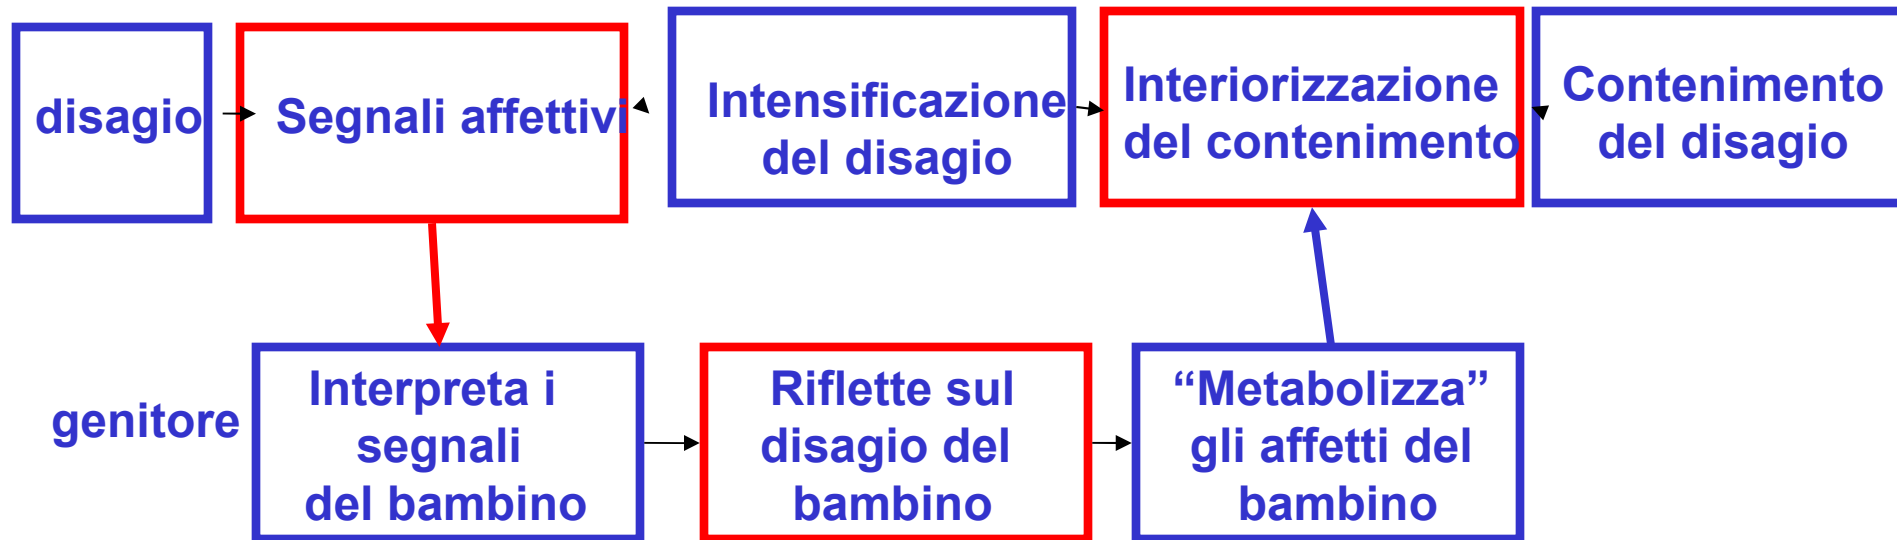 disagio
Segnali affettivi
Intensificazione
del disagio
Interiorizzazione
del contenimento
Contenimento
del disagio
genitore
Interpreta i
segnali
del bambino
Riflette sul
disagio del
bambino
“Metabolizza”
gli affetti del
bambino